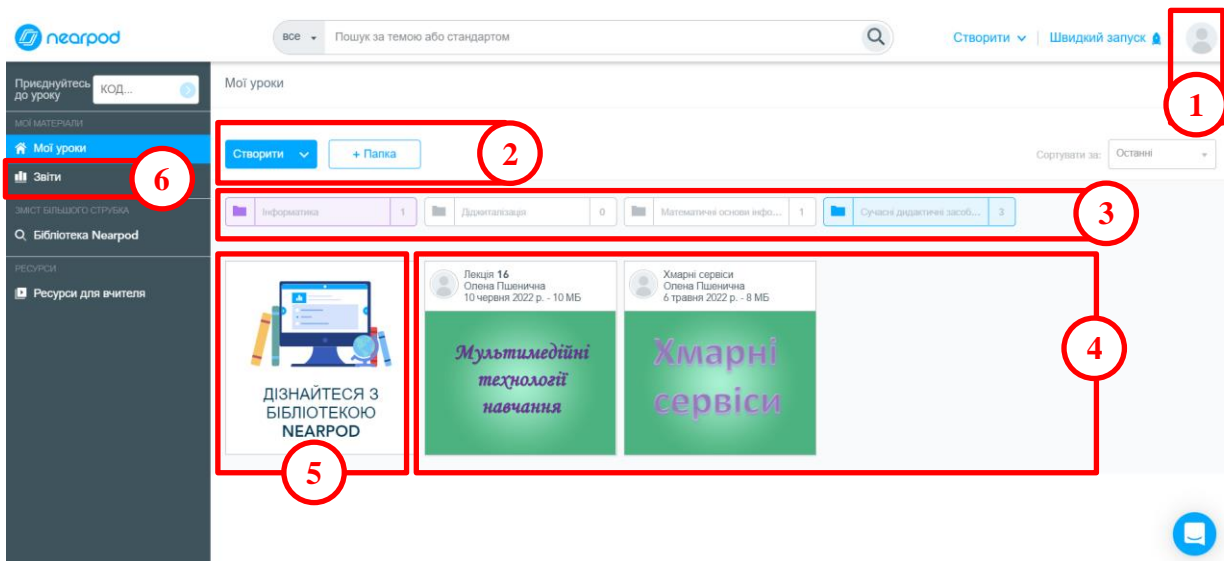 nearpod
все
Пошук за темою або стандартом
Створити
Швидкий запуск
1
Приєднуйтесь
до уроку
КОД...
МОЇ МАТЕРІАЛИ
Мої уроки
Звіти
6
ЗМІСТ БІЛЬШОГО СТРУБКА
Бібліотека Nearpod
РЕСУРСИ
Ресурси для вчителя
Мої уроки
Створити
+ Папка
2
Сортувати за:
Останні
Інформатика
1
Діджиталізація
0
Математичні основи інфо...
1
Сучасні дидактичні засоб...
3
3
ДІЗНАЙТЕСЯ З
БІБЛІОТЕКОЮ
NEARPOD
5
Лекція 16
Олена Пшенична
10 червня 2022 р. - 10 МБ
Мультимедійні
технології
навчання
Хмарні сервіси
Олена Пшенична
6 травня 2022 р. - 8 МБ
Хмарні
сервіси
4